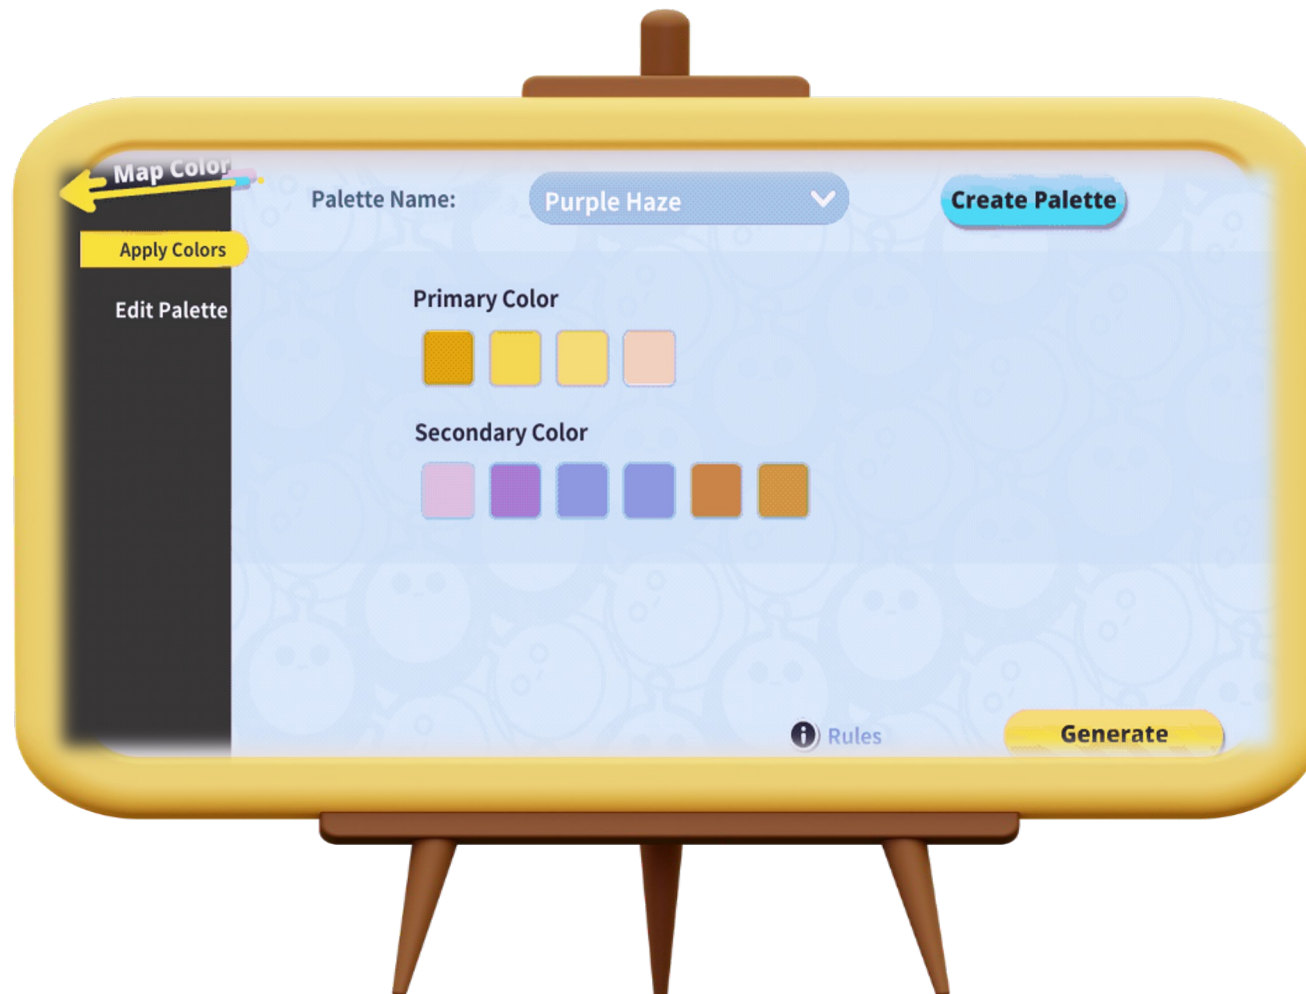 Map Color
Palette Name:
Purple Haze
Create Palette
Apply Colors
Edit Palette
Primary Color
Secondary Color
Rules
Generate